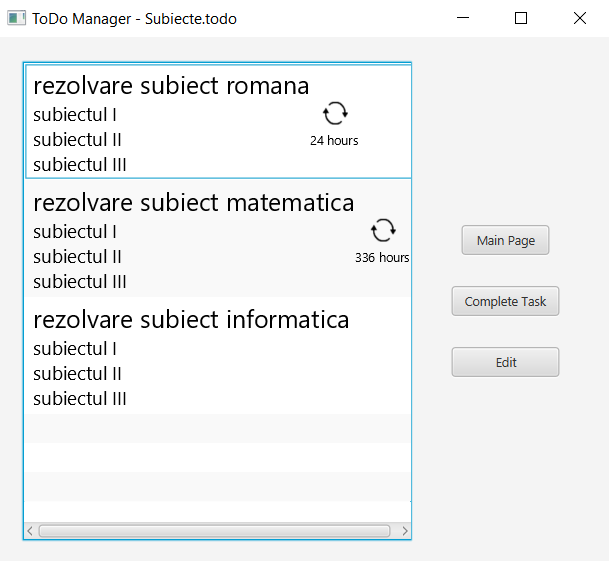 ToDo Manager - Subiecte.todo
rezolvare subiect romana
subiectul I
subiectul II
subiectul III
24 hours
rezolvare subiect matematica
subiectul I
subiectul II
subiectul III
336 hours
rezolvare subiect informatica
subiectul I
subiectul II
subiectul III
Main Page
Complete Task
Edit